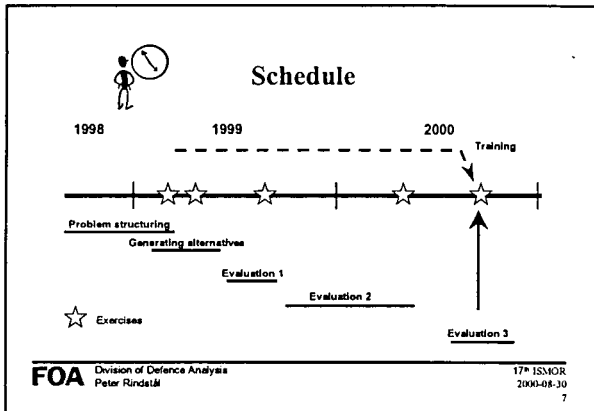 Schedule
1998 1999 2000
Training
Problem structuring
Generating alternatives
Evaluation 1
Evaluation 2
Exercises
Evaluation 3
FOA Division of Defence Analysis
Peter Rindstål
17th ISMOR
2000-08-30
7